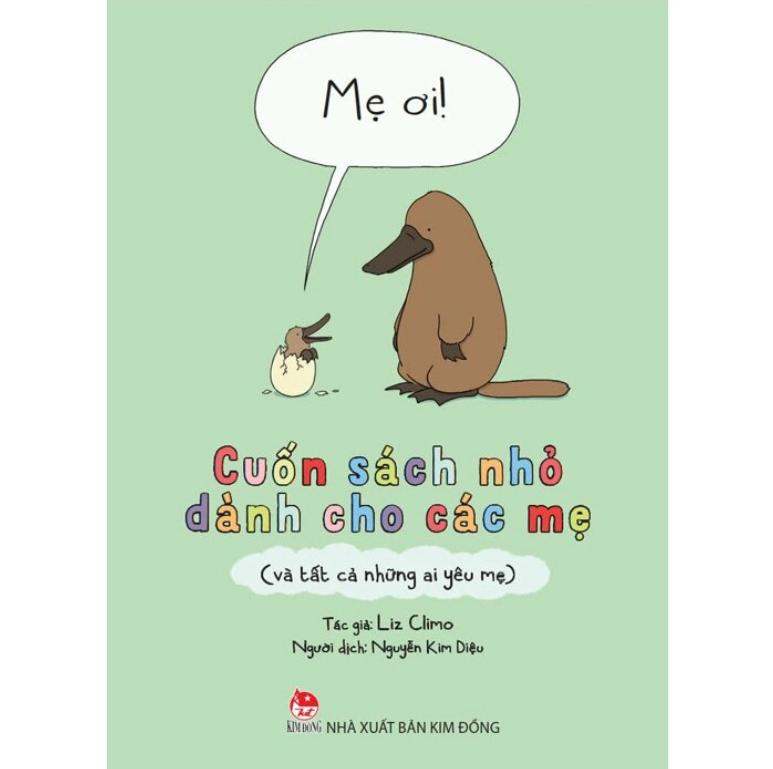 Mẹ ơi!
Cuốn sách nhỏ
dành cho các mẹ
(và tất cả những ai yêu mẹ)
Tác giả: Liz Climo
Người dịch: Nguyễn Kim Diệu
KIM ĐỒNG
NHÀ XUẤT BẢN KIM ĐỒNG